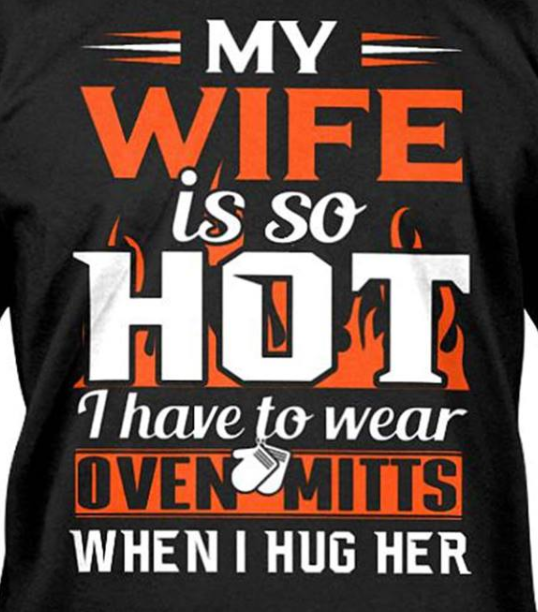 MY
WIFE
is so
HOT
I have to wear
OVEN MITTS
WHEN I HUG HER